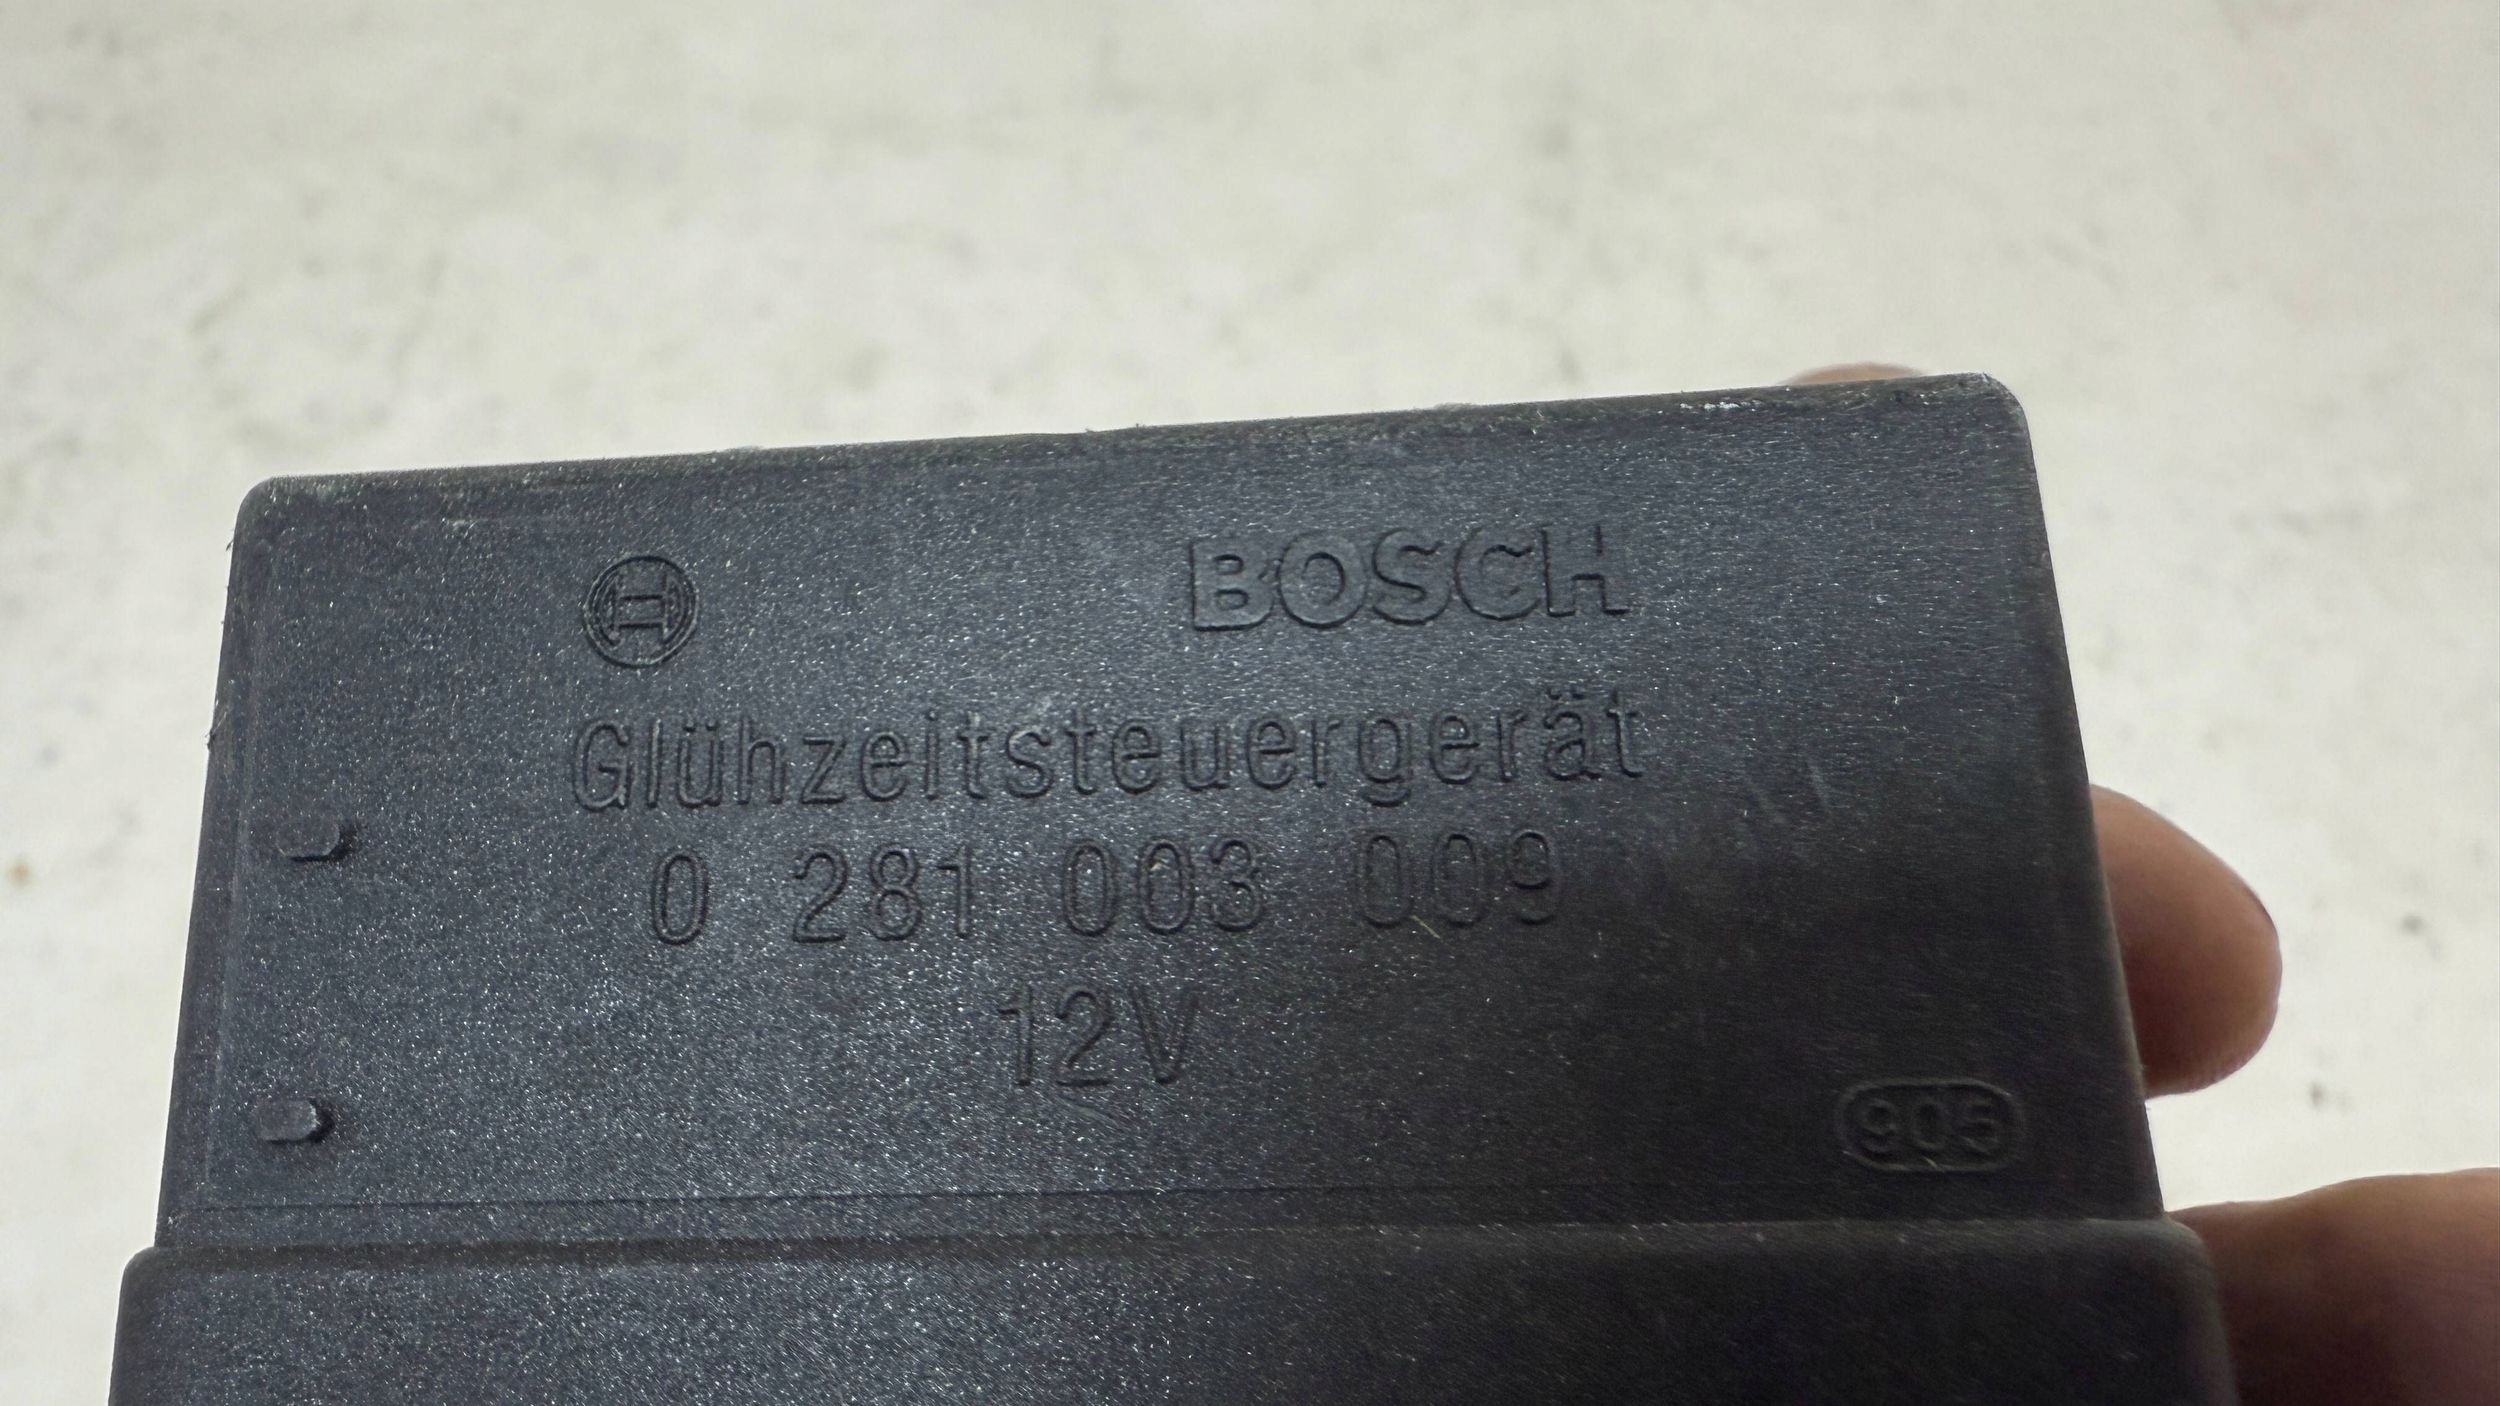 BOSCH
Glühzeitsteuergerät
0 281 003 009
12V
905